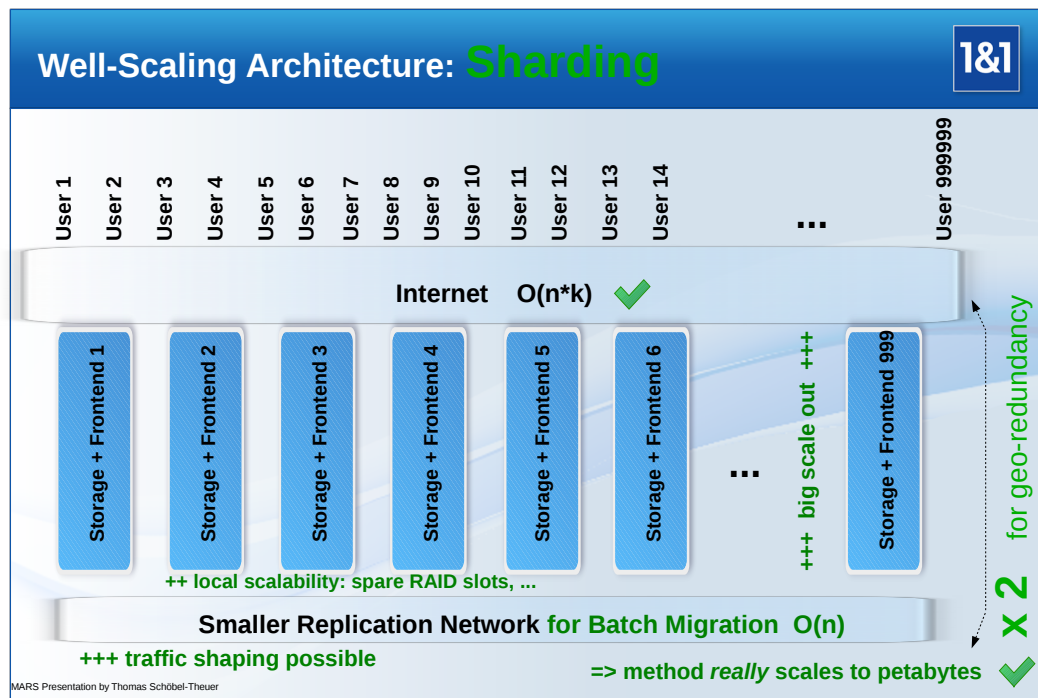 Well-Scaling Architecture: Sharding
1&1
User 1
User 2
User 3
User 4
User 5
User 6
User 7
User 8
User 9
User 10
User 11
User 12
User 13
User 14
...
User 999999
Internet O(n*k)
Storage + Frontend 1
Storage + Frontend 2
Storage + Frontend 3
Storage + Frontend 4
Storage + Frontend 5
Storage + Frontend 6
...
+++ big scale out +++
Storage + Frontend 999
x 2 for geo-redundancy
++ local scalability: spare RAID slots, ...
Smaller Replication Network for Batch Migration O(n)
+++ traffic shaping possible
=> method really scales to petabytes
MARS Presentation by Thomas Schöbel-Theuer